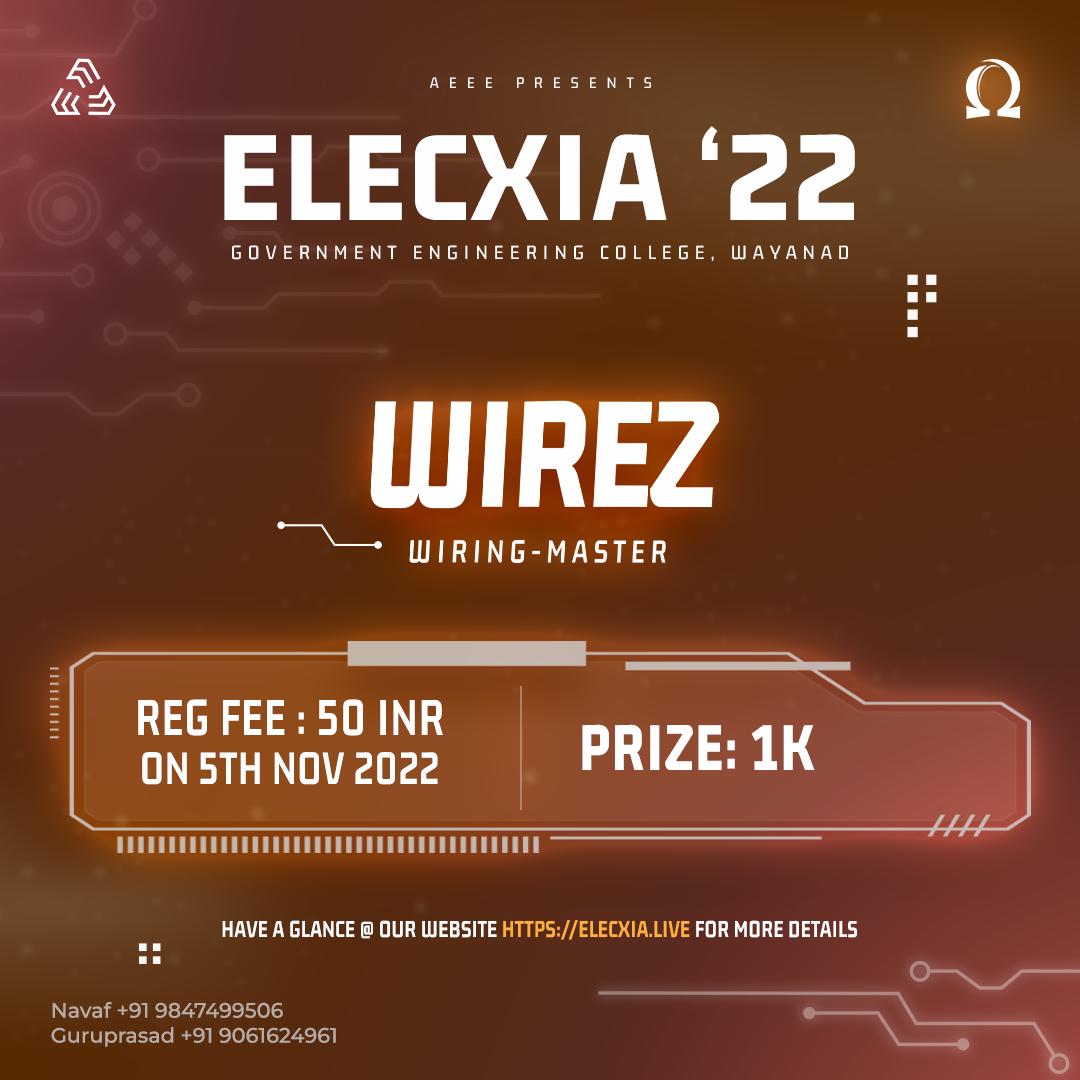 AEEE PRESENTS
ELECXIA ‘22
GOVERNMENT ENGINEERING COLLEGE, WAYANAD
WIREZ
WIRING-MASTER
REG FEE : 50 INR
ON 5TH NOV 2022
PRIZE: 1K
HAVE A GLANCE @ OUR WEBSITE HTTPS://ELECXIA.LIVE FOR MORE DETAILS
Navaf +91 9847499506
Guruprasad +91 9061624961